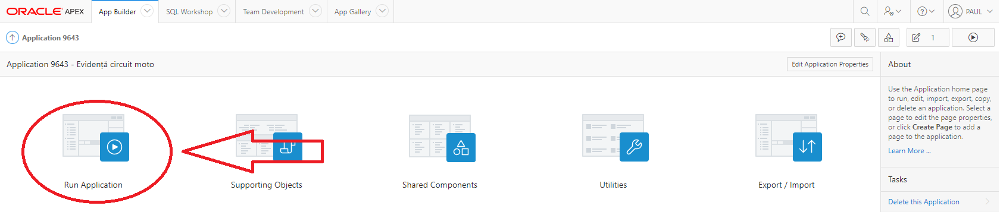 ORACLE APEX App Builder SQL Workshop Team Development App Gallery PAUL
Application 9643 1
Application 9643 - Evidență circuit moto Edit Application Properties About
Use the Application home page
to run, edit, import, export, copy,
or delete an application. Select a
page to edit the page properties,
or click Create Page to add a
page to the application.
Learn More ...
Run Application Supporting Objects Shared Components Utilities Export / Import Tasks
Delete this Application